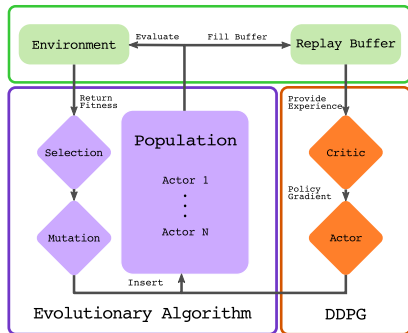 Environment
Evaluate
Fill Buffer
Replay Buffer
Return
Fitness
Provide
Experience
Selection
Population
Critic
Actor 1
Policy
Gradient
Mutation
Actor N
Actor
Insert
Evolutionary Algorithm
DDPG